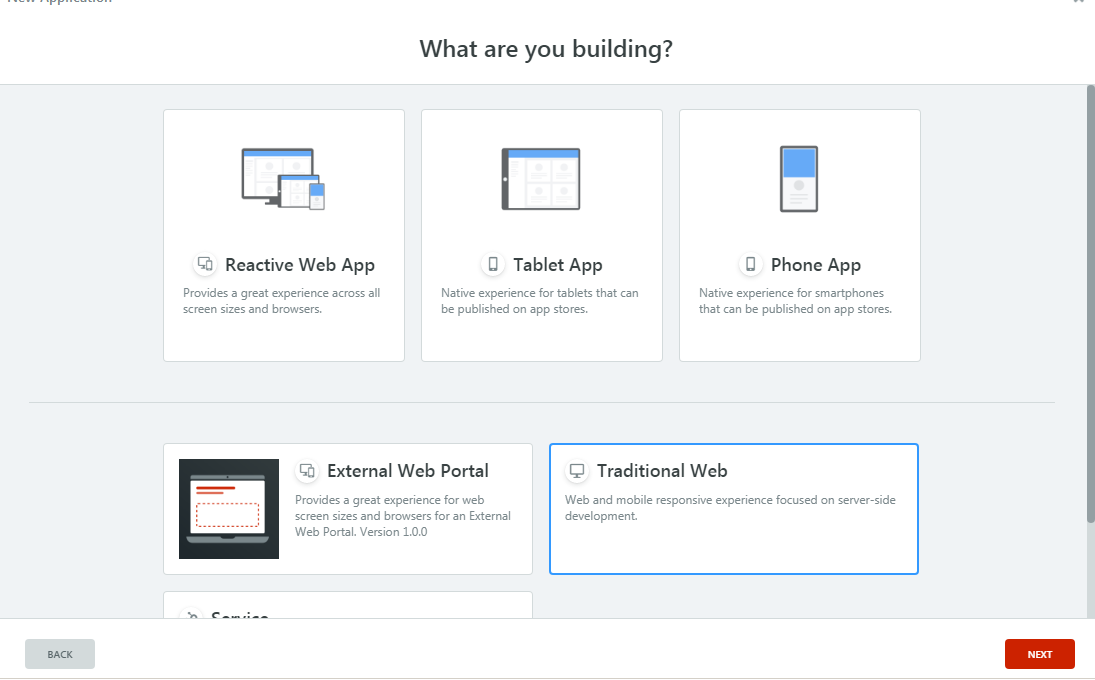 New Application
What are you building?
Reactive Web App
Provides a great experience across all
screen sizes and browsers.
Tablet App
Native experience for tablets that can
be published on app stores.
Phone App
Native experience for smartphones
that can be published on app stores.
External Web Portal
Provides a great experience for web
screen sizes and browsers for an External
Web Portal. Version 1.0.0
Traditional Web
Web and mobile responsive experience focused on server-side
development.
Service
BACK
NEXT